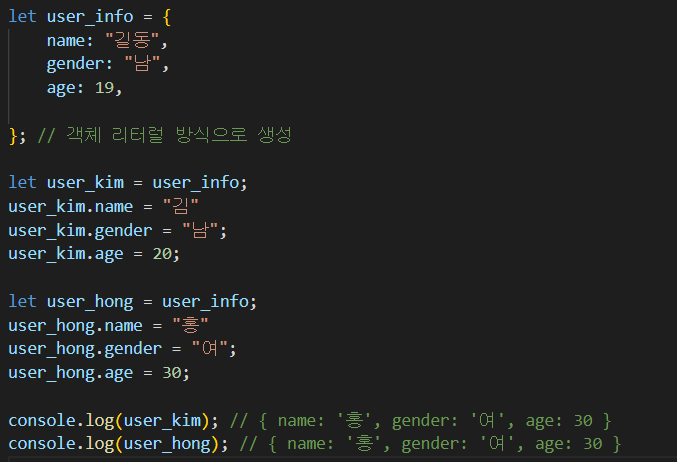 let user_info = {
    name: "길동",
    gender: "남",
    age: 19,
}; // 객체 리터럴 방식으로 생성
let user_kim = user_info;
user_kim.name = "김"
user_kim.gender = "남";
user_kim.age = 20;
let user_hong = user_info;
user_hong.name = "홍"
user_hong.gender = "여";
user_hong.age = 30;
console.log(user_kim); // { name: '홍', gender: '여', age: 30 }
console.log(user_hong); // { name: '홍', gender: '여', age: 30 }